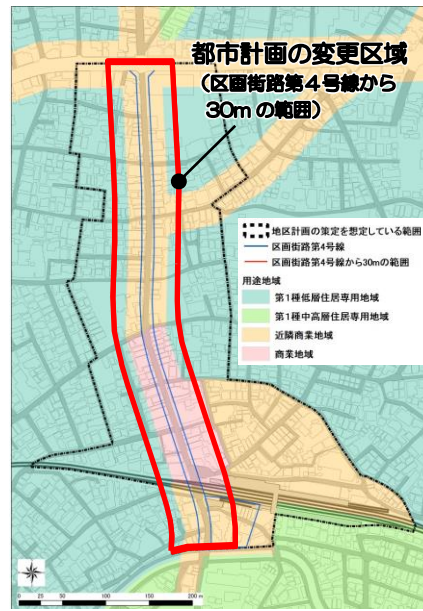 都市計画の変更区域
(区画街路第4号線から
30mの範囲)
地区計画の策定を想定している範囲
区画街路第4号線
区画街路第4号線から30mの範囲
用途地域
第1種低層住居専用地域
第1種中高層住居専用地域
近隣商業地域
商業地域
0 25 50 100 150 200 m